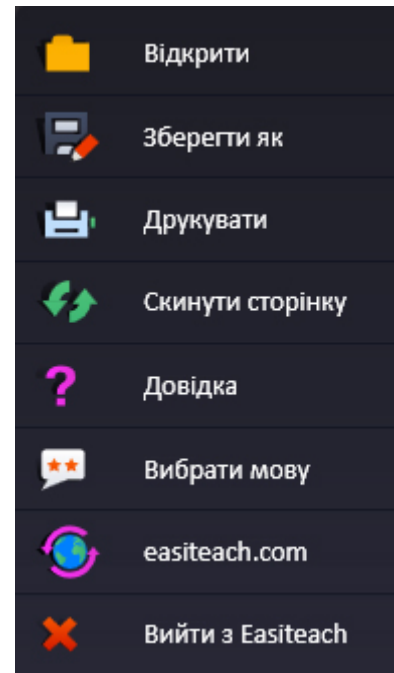 Відкрити
Зберегти як
Друкувати
Скинути сторінку
Довідка
Вибрати мову
easiteach.com
Вийти з Easiteach